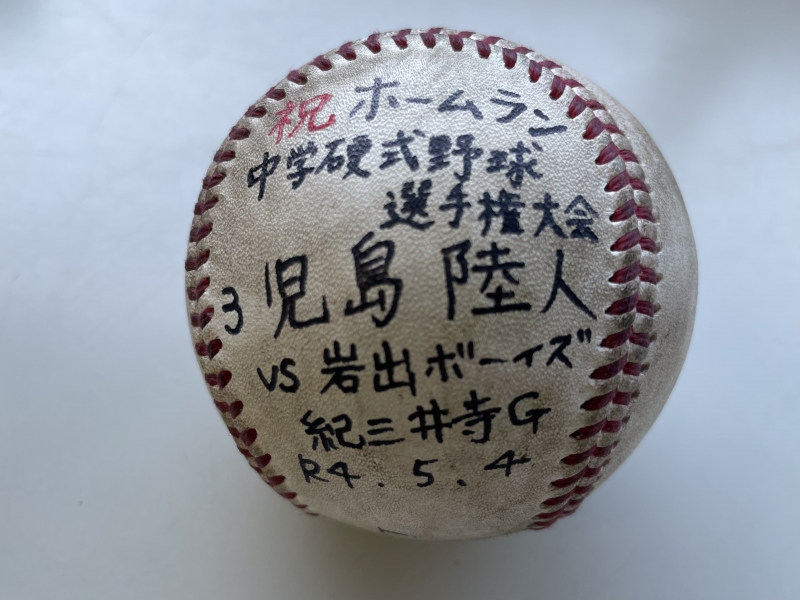 祝 ホームラン
中学硬式野球
選手権大会
3 児島 陸人
vs 岩出ボーイズ
紀三井寺G
R4.5.4